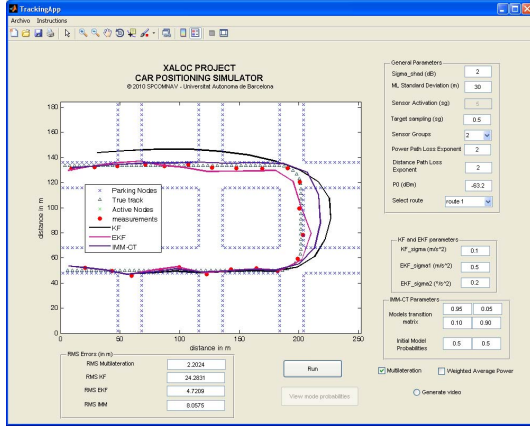 TrackingApp
Archivo Instructions
XALOC PROJECT
CAR POSITIONING SIMULATOR
© 2010 SPCOMNAV - Universitat Autonoma de Barcelona
180
160
140
120
100
80
60
40
20
0
distance in m
0 50 100 150 200 250
distance in m
Parking Nodes
True track
Active Nodes
measurements
KF
EKF
IMM-CT
General Parameters
Sigma_shad (dB) 2
ML Standard Deviation (m) 30
Sensor Activation (sg)
Target sampling (sg) 0.5
Sensor Groups 2
Power Path Loss Exponent 2
Distance Path Loss
Exponent 2
P0 (dBm) -63.2
Select route route 1
KF and EKF parameters
KF_sigma (m/s^2) 0.1
EKF_sigma1 (m/s^2) 0.5
EKF_sigma2 (º/s^2) 0.2
IMM-CT Parameters
Models transition
matrix
0.95 0.05
0.10 0.90
Initial Model
Probabilities
0.5 0.5
Multilateration Weighted Average Power
Generate video
RMS Errors (in m)
RMS Multilateration 2.2024
RMS KF 24.2831
RMS EKF 4.7209
RMS IMM 8.0575
Run
View mode probabilities